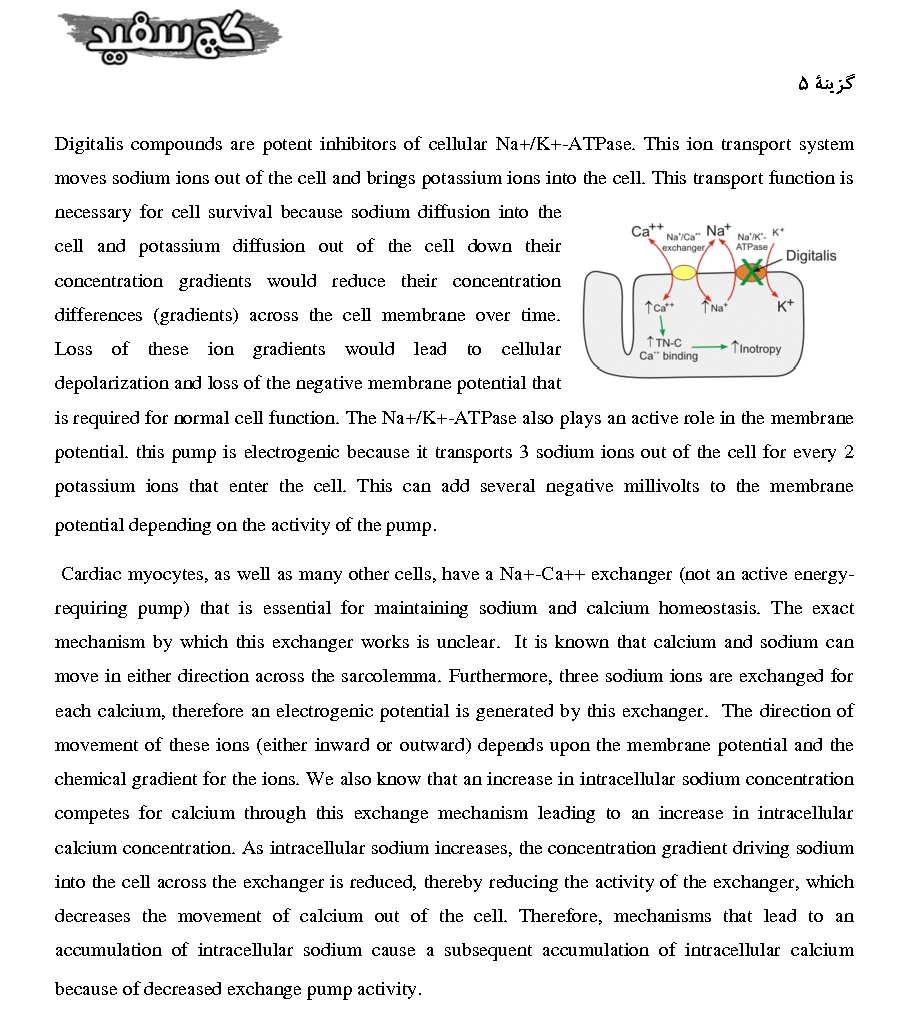 گچ سفید
گزینهٔ ۵
Digitalis compounds are potent inhibitors of cellular Na+/K+-ATPase. This ion transport system
moves sodium ions out of the cell and brings potassium ions into the cell. This transport function is
necessary for cell survival because sodium diffusion into the
cell and potassium diffusion out of the cell down their
concentration gradients would reduce their concentration
differences (gradients) across the cell membrane over time.
Loss of these ion gradients would lead to cellular
depolarization and loss of the negative membrane potential that
Ca++ Na+/Ca++ exchanger Na+ Na+/K+- ATPase K+
Digitalis
↑Ca++ ↑Na+ K+
↑TN-C
Ca++ binding
↑Inotropy
is required for normal cell function. The Na+/K+-ATPase also plays an active role in the membrane
potential. this pump is electrogenic because it transports 3 sodium ions out of the cell for every 2
potassium ions that enter the cell. This can add several negative millivolts to the membrane
potential depending on the activity of the pump.
Cardiac myocytes, as well as many other cells, have a Na+-Ca++ exchanger (not an active energy-
requiring pump) that is essential for maintaining sodium and calcium homeostasis. The exact
mechanism by which this exchanger works is unclear. It is known that calcium and sodium can
move in either direction across the sarcolemma. Furthermore, three sodium ions are exchanged for
each calcium, therefore an electrogenic potential is generated by this exchanger. The direction of
movement of these ions (either inward or outward) depends upon the membrane potential and the
chemical gradient for the ions. We also know that an increase in intracellular sodium concentration
competes for calcium through this exchange mechanism leading to an increase in intracellular
calcium concentration. As intracellular sodium increases, the concentration gradient driving sodium
into the cell across the exchanger is reduced, thereby reducing the activity of the exchanger, which
decreases the movement of calcium out of the cell. Therefore, mechanisms that lead to an
accumulation of intracellular sodium cause a subsequent accumulation of intracellular calcium
because of decreased exchange pump activity.